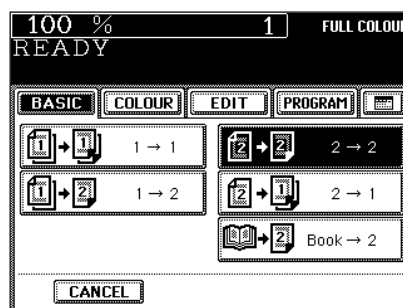 100 % 1 FULL COLOUR
READY
BASIC COLOUR EDIT PROGRAM
1 → 1 2 → 2
1 → 2 2 → 1
Book → 2
CANCEL